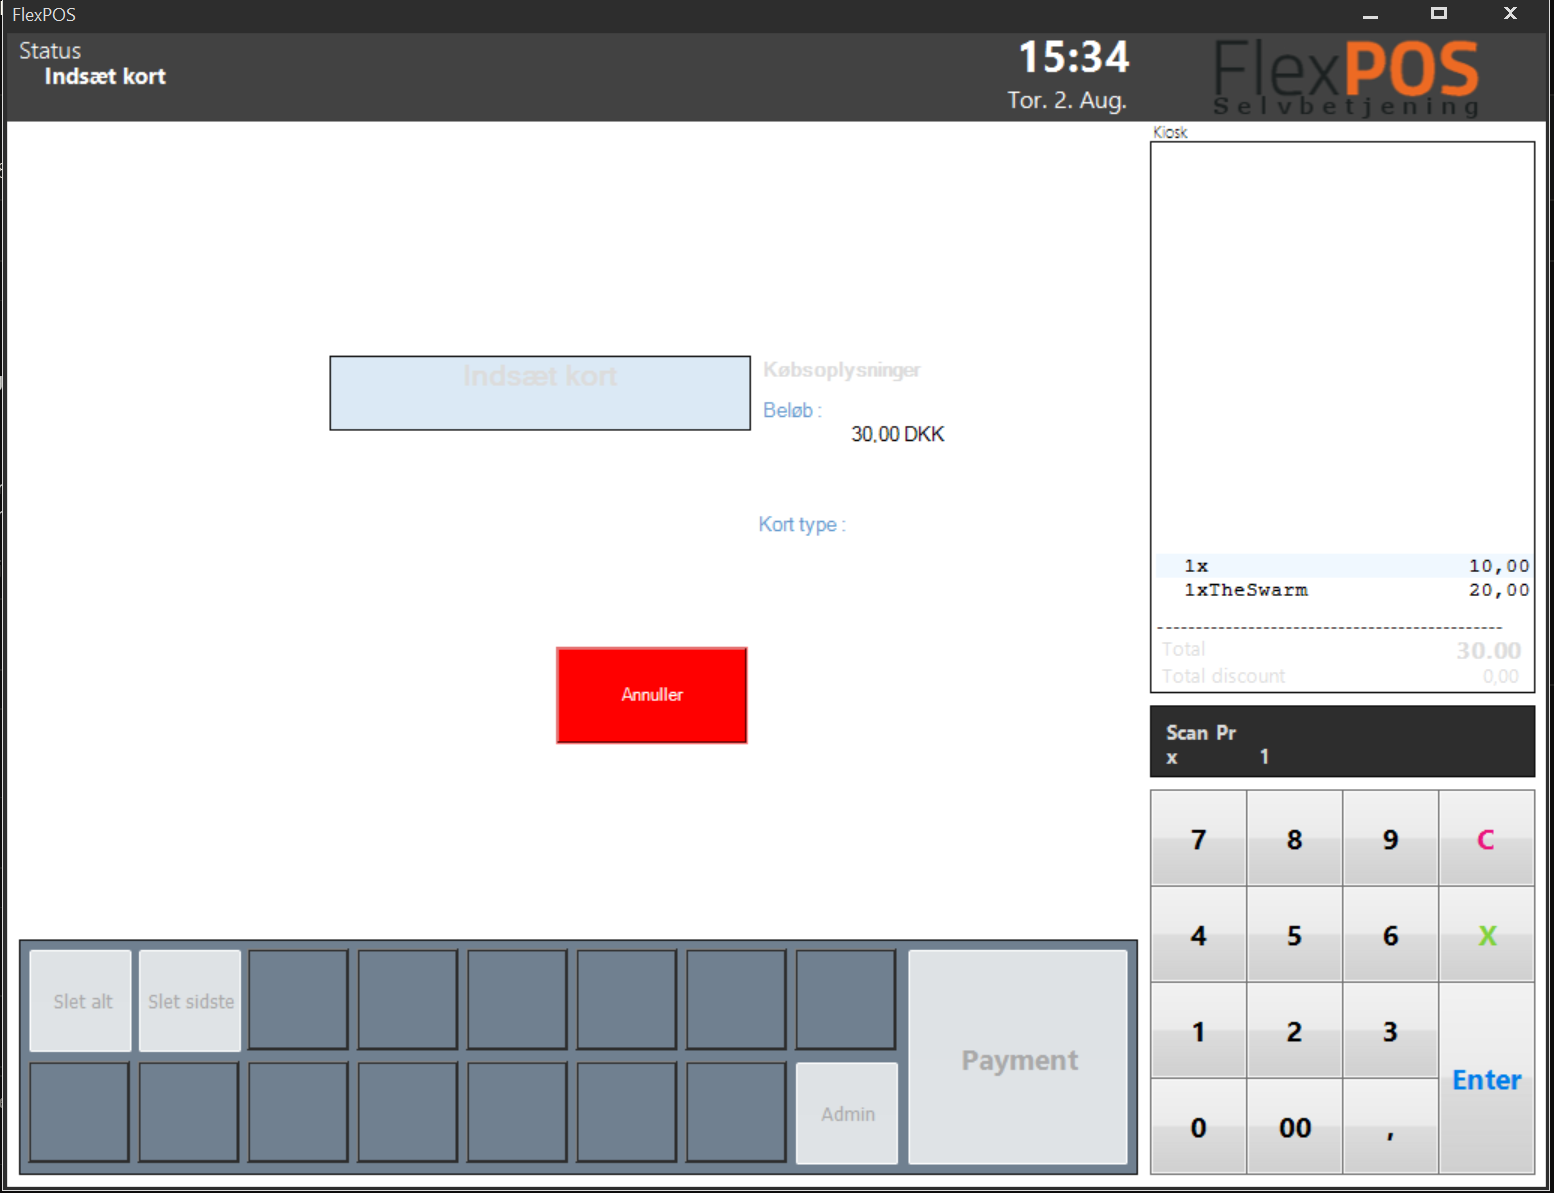 FlexPOS
Status
Indsæt kort
15:34
Tor. 2. Aug.
FlexPOS
Selvbetjening
Kiosk
Indsæt kort
Købsoplysninger
Beløb :
30,00 DKK
Kort type :
Annuller
1x 10,00
1xTheSwarm 20,00
Total 30.00
Total discount 0,00
Scan Pr
x 1
7 8 9 C
4 5 6 X
1 2 3
Enter
0 00 ,
Slet alt
Slet sidste
Payment
Admin